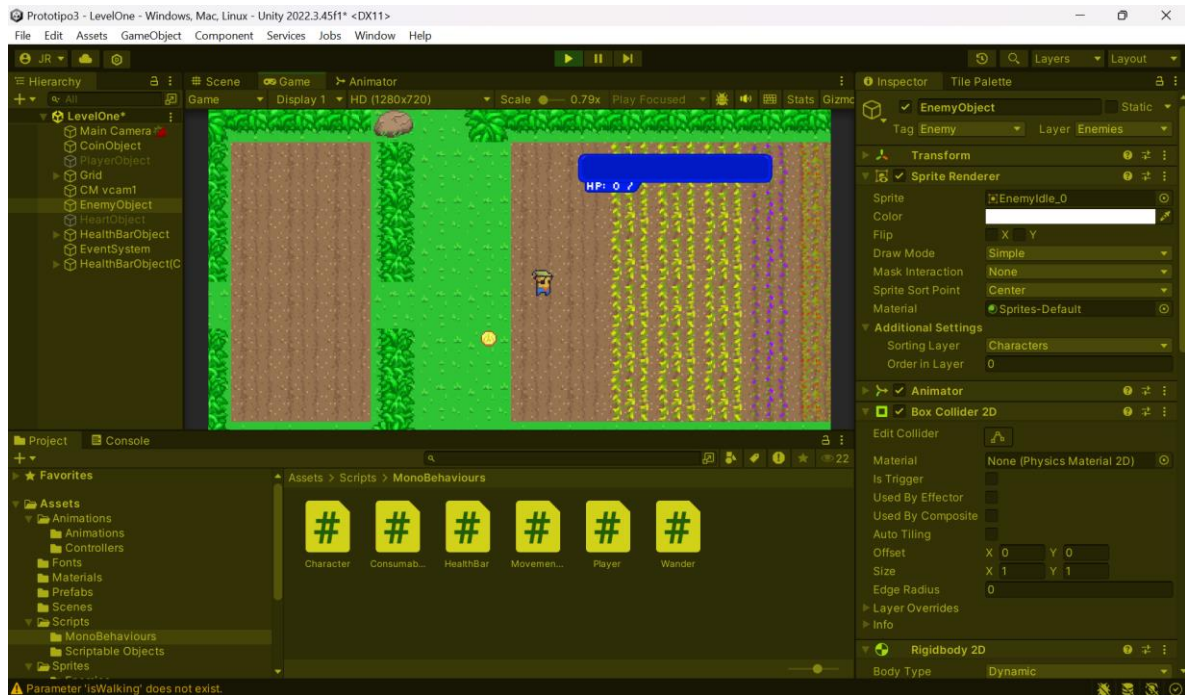 Prototipo3 - LevelOne - Windows, Mac, Linux - Unity 2022.3.45f1* <DX11>
File Edit Assets GameObject Component Services Jobs Window Help
JR Layers Layout
Hierarchy
All
LevelOne*
Main Camera
CoinObject
PlayerObject
Grid
CM vcam1
EnemyObject
HeartObject
HealthBarObject
EventSystem
HealthBarObject(C
Scene Game Animator
Game Display 1 HD (1280x720) Scale 0.79x Play Focused Stats Gizmo
HP: 0 /
Inspector Tile Palette
EnemyObject Static
Tag Enemy Layer Enemies
Transform
Sprite Renderer
Sprite EnemyIdle_0
Color
Flip X Y
Draw Mode Simple
Mask Interaction None
Sprite Sort Point Center
Material Sprites-Default
Additional Settings
Sorting Layer Characters
Order in Layer 0
Animator
Box Collider 2D
Edit Collider
Material None (Physics Material 2D)
Is Trigger
Used By Effector
Used By Composite
Auto Tiling
Offset X 0 Y 0
Size X 1 Y 1
Edge Radius 0
Layer Overrides
Info
Rigidbody 2D
Body Type Dynamic
Project Console
22
Favorites
Assets
Animations
Animations
Controllers
Fonts
Materials
Prefabs
Scenes
Scripts
MonoBehaviours
Scriptable Objects
Sprites
Assets > Scripts > MonoBehaviours
Character Consumab... HealthBar Movemen... Player Wander
Parameter 'isWalking' does not exist.